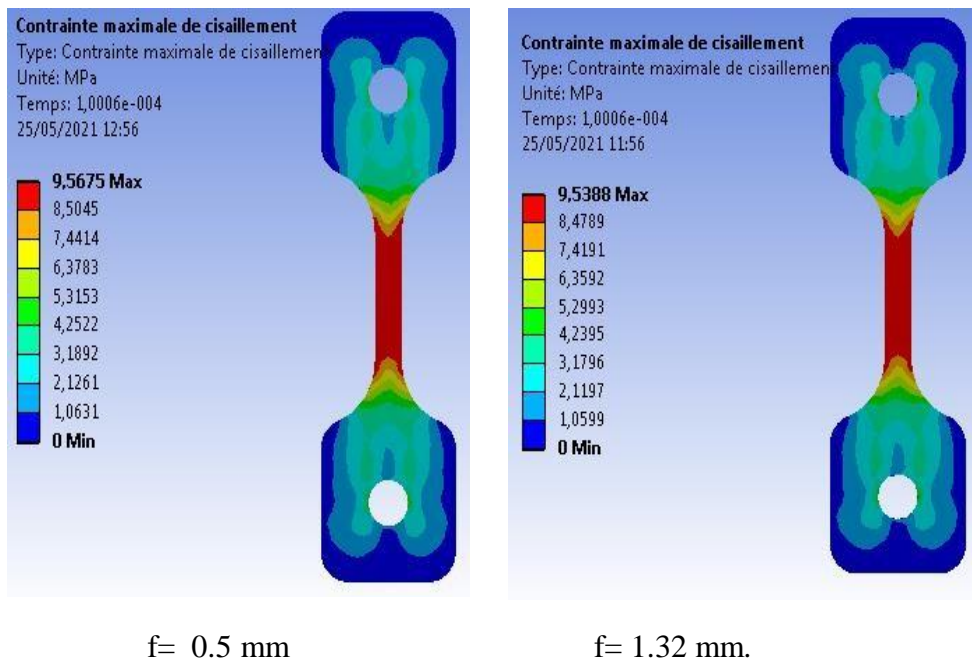 Contrainte maximale de cisaillement
Type: Contrainte maximale de cisaillement
Unité: MPa
Temps: 1,0006e-004
25/05/2021 12:56
9,5675 Max
8,5045
7,4414
6,3783
5,3153
4,2522
3,1892
2,1261
1,0631
0 Min
f= 0.5 mm
Contrainte maximale de cisaillement
Type: Contrainte maximale de cisaillemen
Unité: MPa
Temps: 1,0006e-004
25/05/2021 11:56
9,5388 Max
8,4789
7,4191
6,3592
5,2993
4,2395
3,1796
2,1197
1,0599
0 Min
f= 1.32 mm.